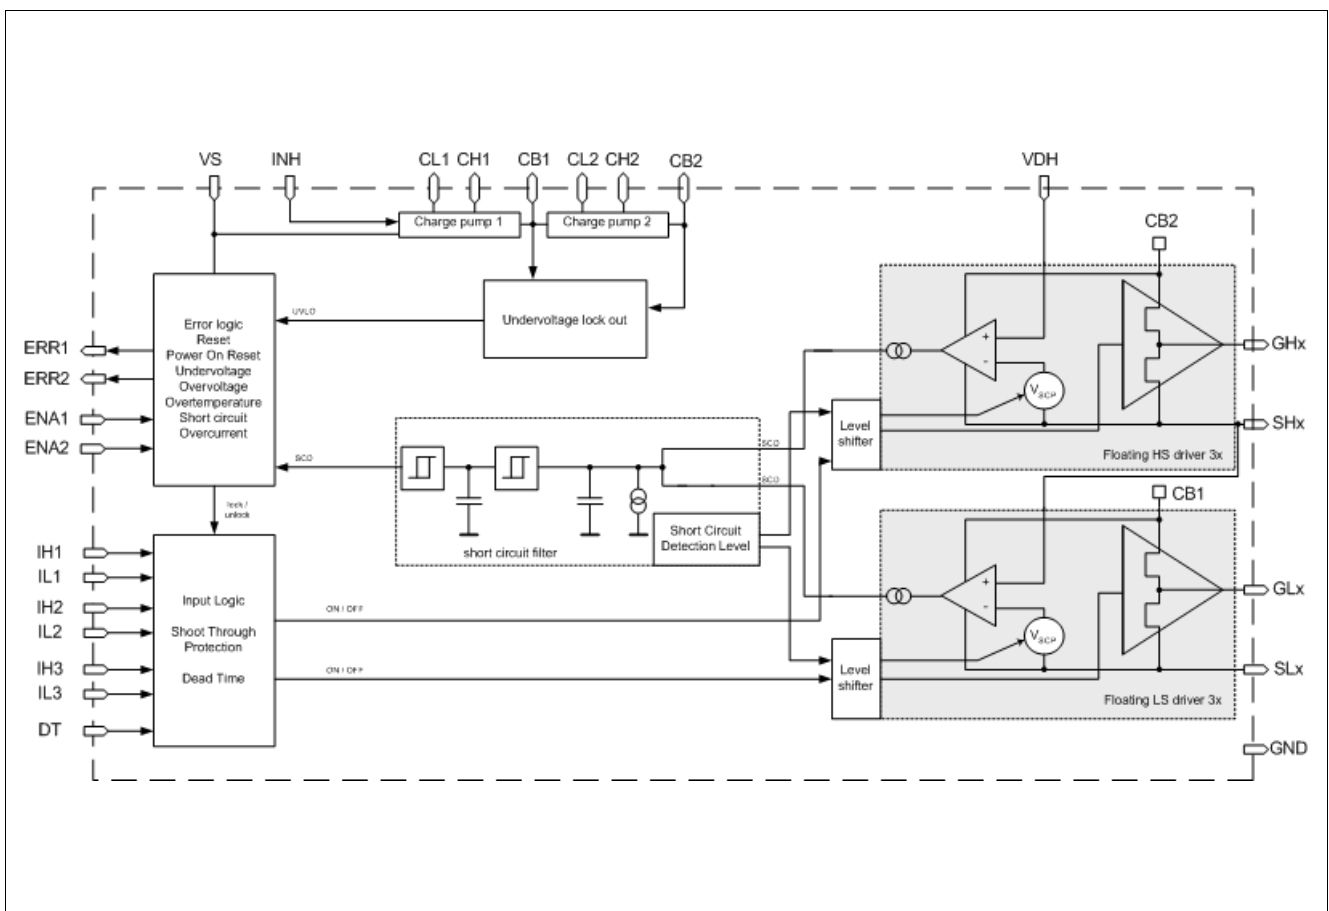 VS
INH
CL1
CH1
CB1
CL2
CH2
CB2
VDH
Charge pump 1
Charge pump 2
CB2
Error logic
Reset
Power On Reset
Undervoltage
Overvoltage
Overtemperature
Short circuit
Overcurrent
UVLO
Undervoltage lock out
ERR1
ERR2
ENA1
ENA2
+
-
VSCP
GHx
SHx
Level
shifter
Floating HS driver 3x
SCO
SCO
SCO
short circuit filter
Short Circuit
Detection Level
lock /
unlock
CB1
IH1
IL1
IH2
IL2
IH3
IL3
DT
Input Logic
Shoot Through
Protection
Dead Time
ON / OFF
ON / OFF
+
-
VSCP
GLx
SLx
Level
shifter
Floating LS driver 3x
GND